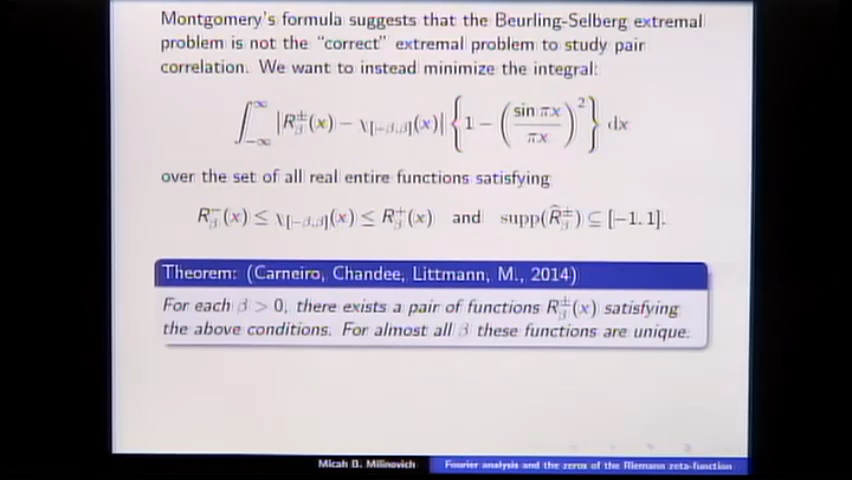 Montgomery's formula suggests that the Beurling-Selberg extremal
problem is not the "correct" extremal problem to study pair
correlation. We want to instead minimize the integral:
∫_{-∞}^{∞} |R_β^±(x) − χ_{[−β,β]}(x)| {1 − (sin πx / πx)^2} dx
over the set of all real entire functions satisfying
R_β^−(x) ≤ χ_{[−β,β]}(x) ≤ R_β^+(x) and supp(R̂_β^±) ⊆ [−1, 1].
Theorem: (Carneiro, Chandee, Littmann, M., 2014)
For each β > 0, there exists a pair of functions R_β^±(x) satisfying
the above conditions. For almost all β these functions are unique.
Micah B. Milinovich Fourier analysis and the zeros of the Riemann zeta-function